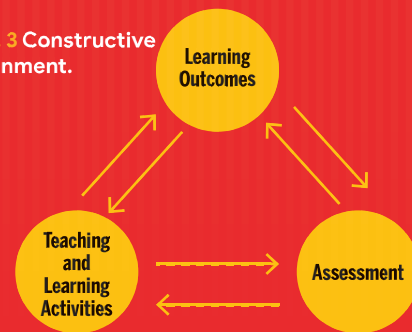 3 Constructive
nment.
Learning
Outcomes
Teaching
and
Learning
Activities
Assessment